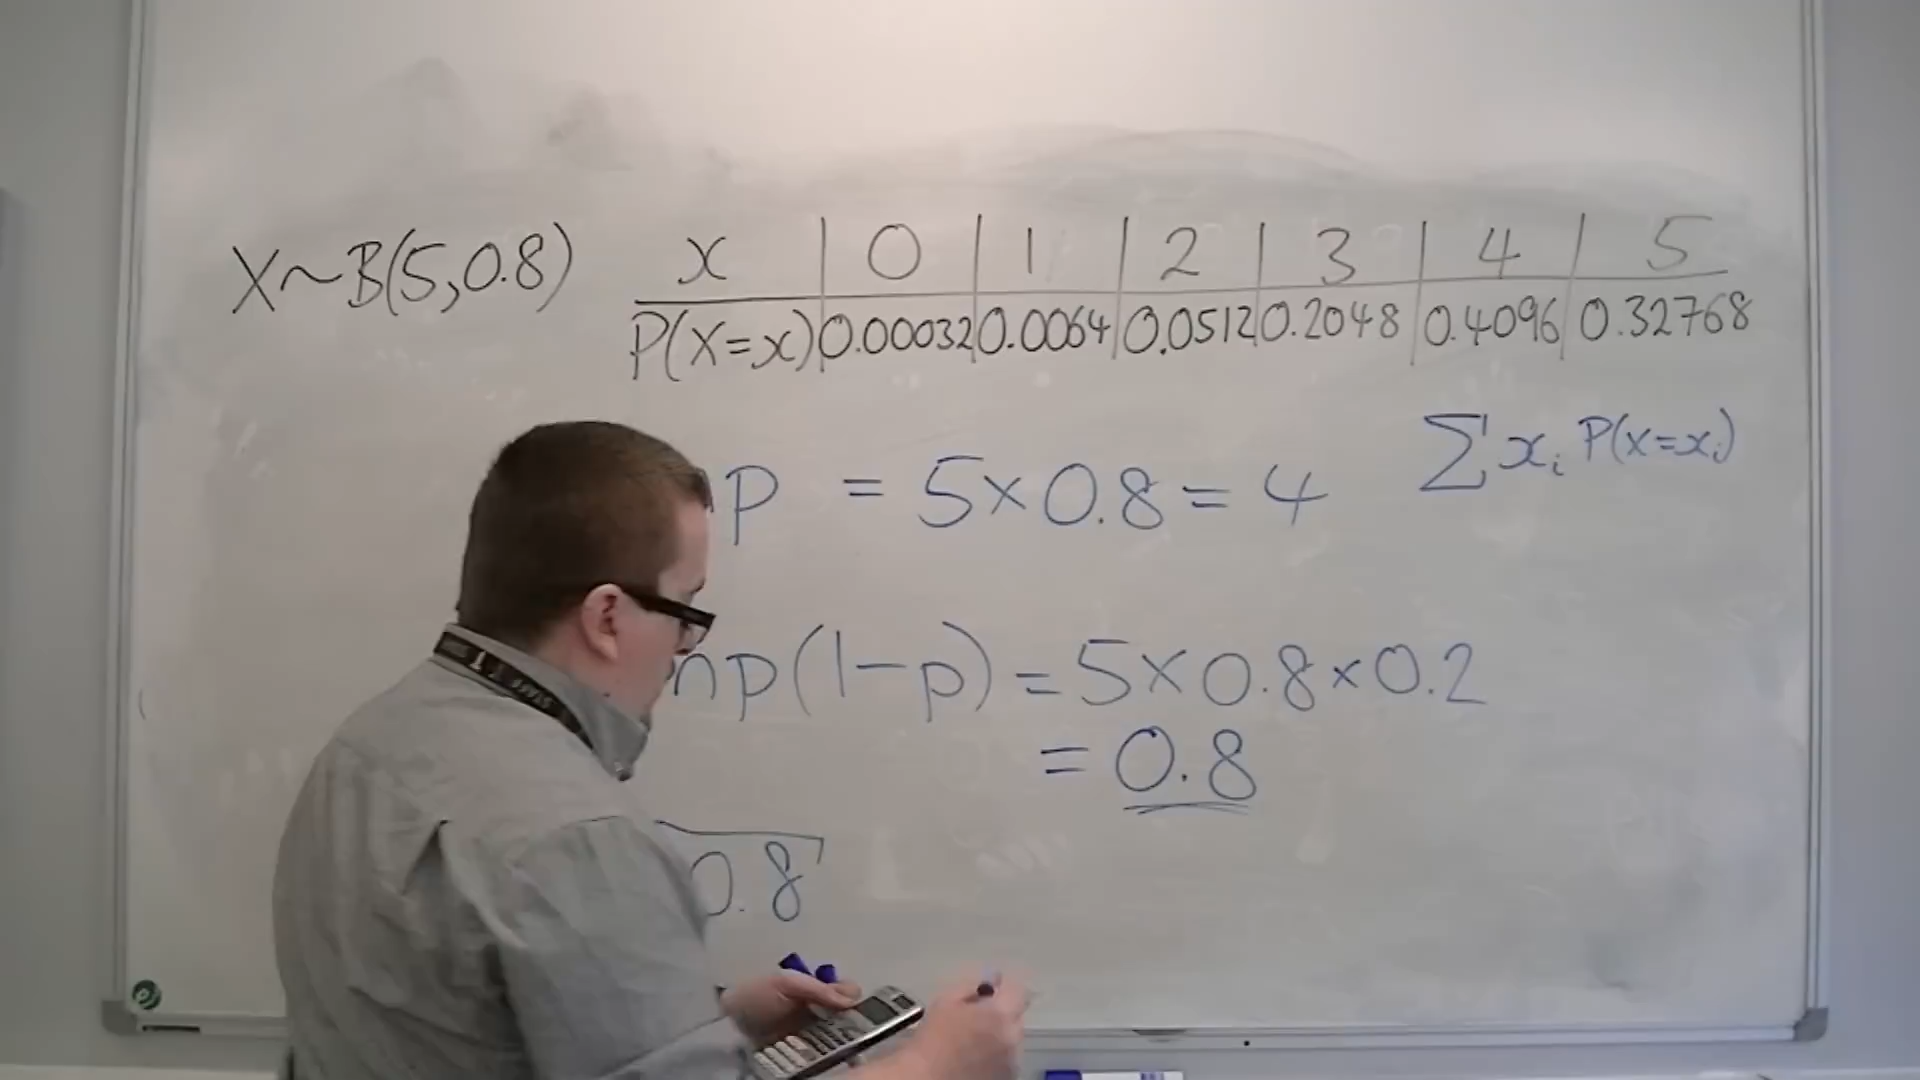 X~B(5,0.8)
x | 0 | 1 | 2 | 3 | 4 | 5
P(X=x) | 0.00032 | 0.0064 | 0.0512 | 0.2048 | 0.4096 | 0.32768
∑ xᵢ P(X=xᵢ)
p = 5×0.8 = 4
np(1-p) = 5×0.8×0.2
= 0.8
0.8